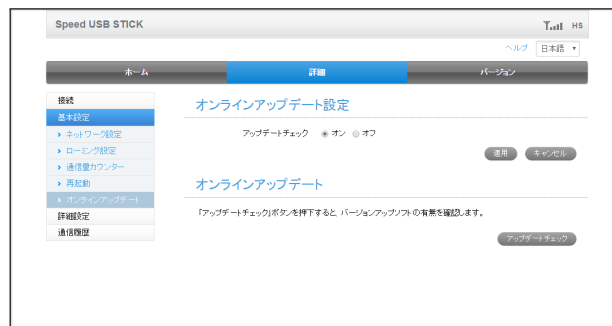 Speed USB STICK
HS
ヘルプ 日本語
ホーム 詳細 バージョン
接続
基本設定
ネットワーク設定
ローミング設定
通信量カウンター
再起動
オンラインアップデート
詳細設定
通信履歴
オンラインアップデート設定
アップデートチェック オン オフ
適用 キャンセル
オンラインアップデート
「アップデートチェック」ボタンを押下すると、バージョンアップソフトの有無を確認します。
アップデートチェック